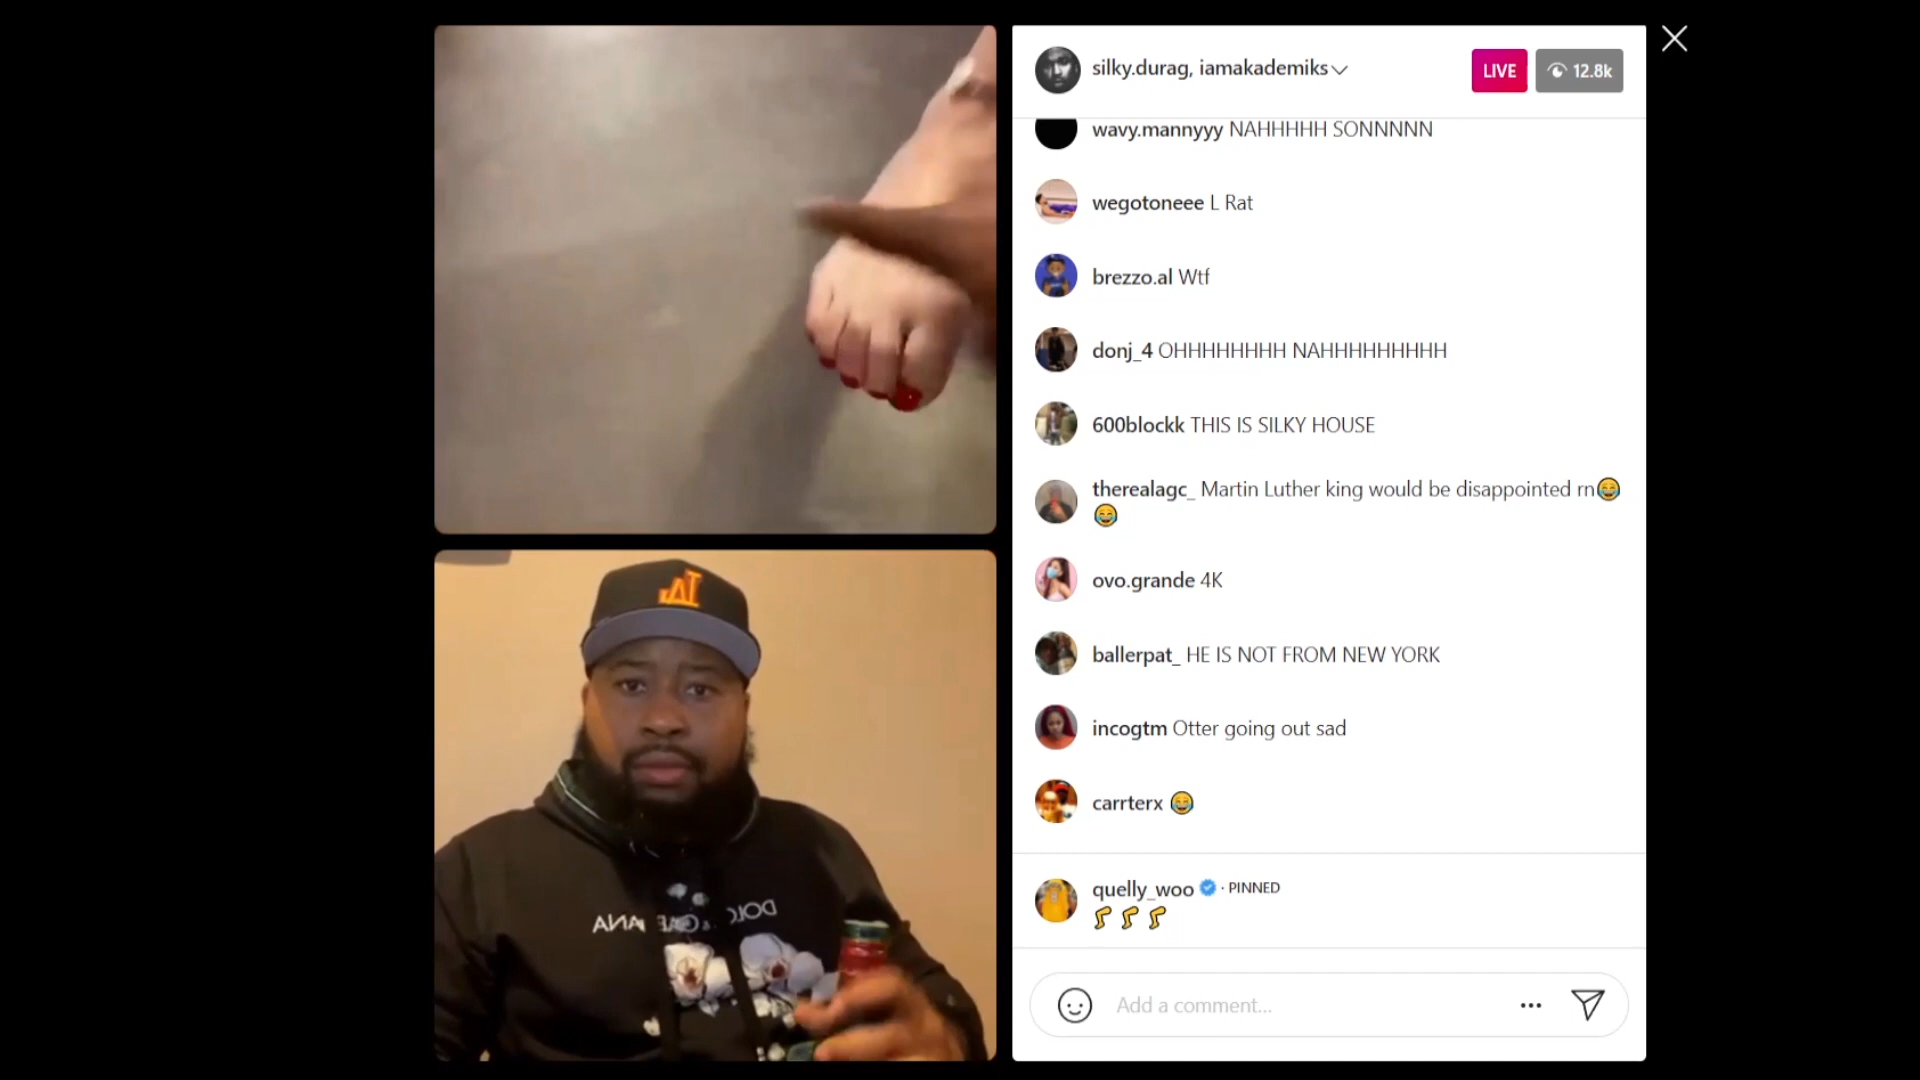 silky.durag, iamakademiks
LIVE
12.8k
wavy.mannyyy NAHHHHH SONNNNN
wegotoneee L Rat
brezzo.al Wtf
donj_4 OHHHHHHHH NAHHHHHHHHH
600blockk THIS IS SILKY HOUSE
therealagc_ Martin Luther king would be disappointed rn😂
😂
ovo.grande 4K
ballerpat_ HE IS NOT FROM NEW YORK
incogtm Otter going out sad
carrterx 😂
quelly_woo · PINNED
🦵🦵🦵
Add a comment...